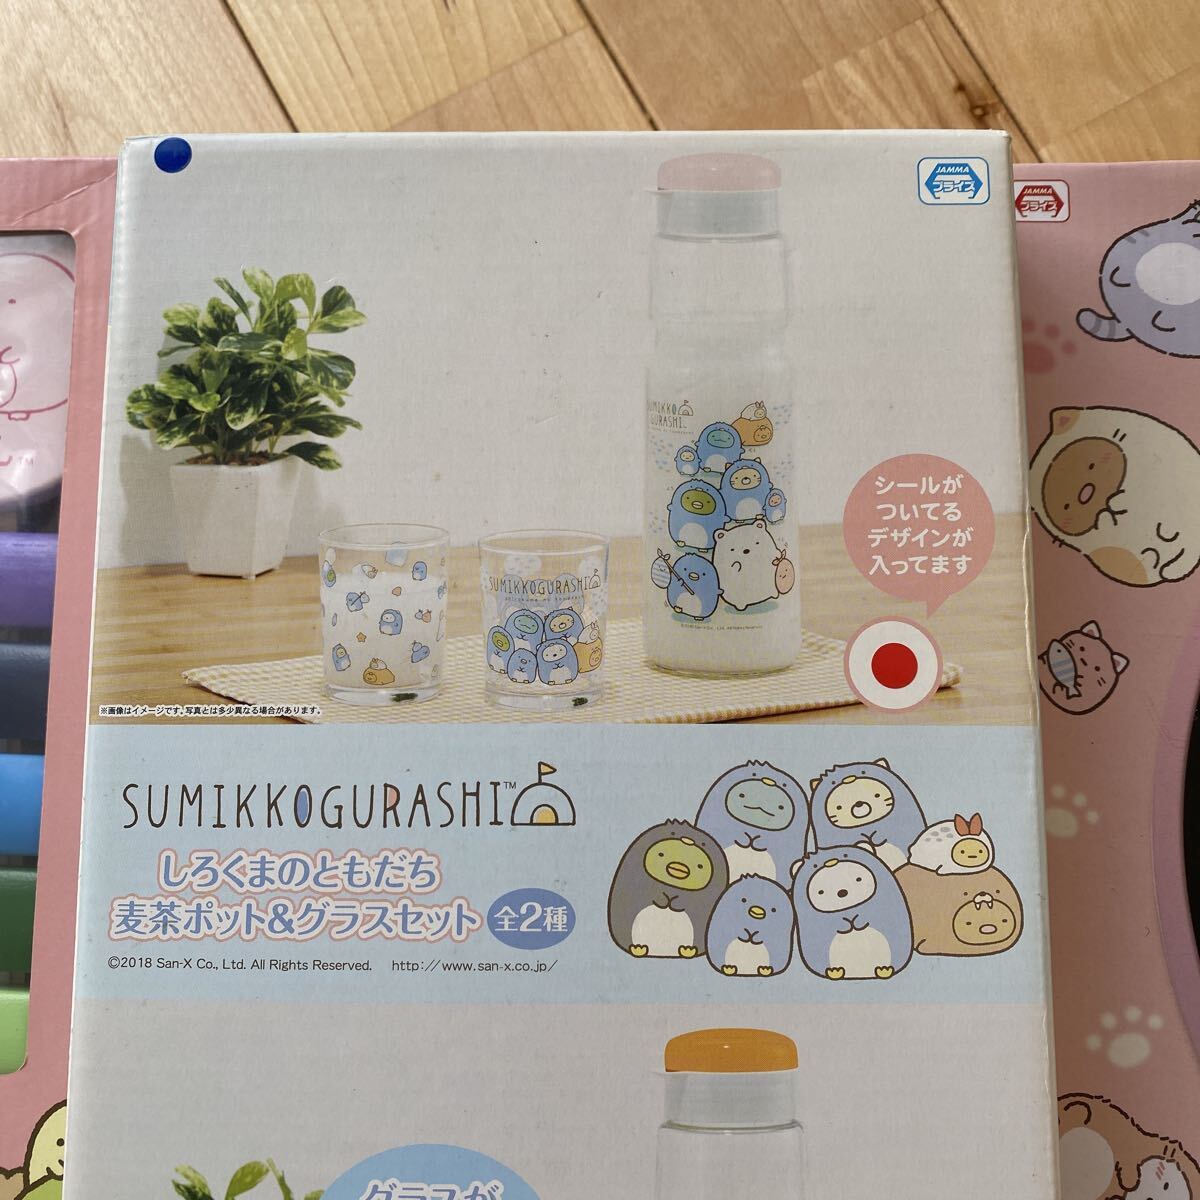 JAMMA
プライズ
JAMMA
プライズ
TM
SUMIKKO
GURASHI
シールが
ついてる
デザインが
入ってます
SUMIKKOGURASHI
※画像はイメージです。写真とは多少異なる場合があります。
SUMIKKOGURASHI™
しろくまのともだち
麦茶ポット&グラスセット 全2種
©2018 San-X Co., Ltd. All Rights Reserved. http://www.san-x.co.jp/
グラスが